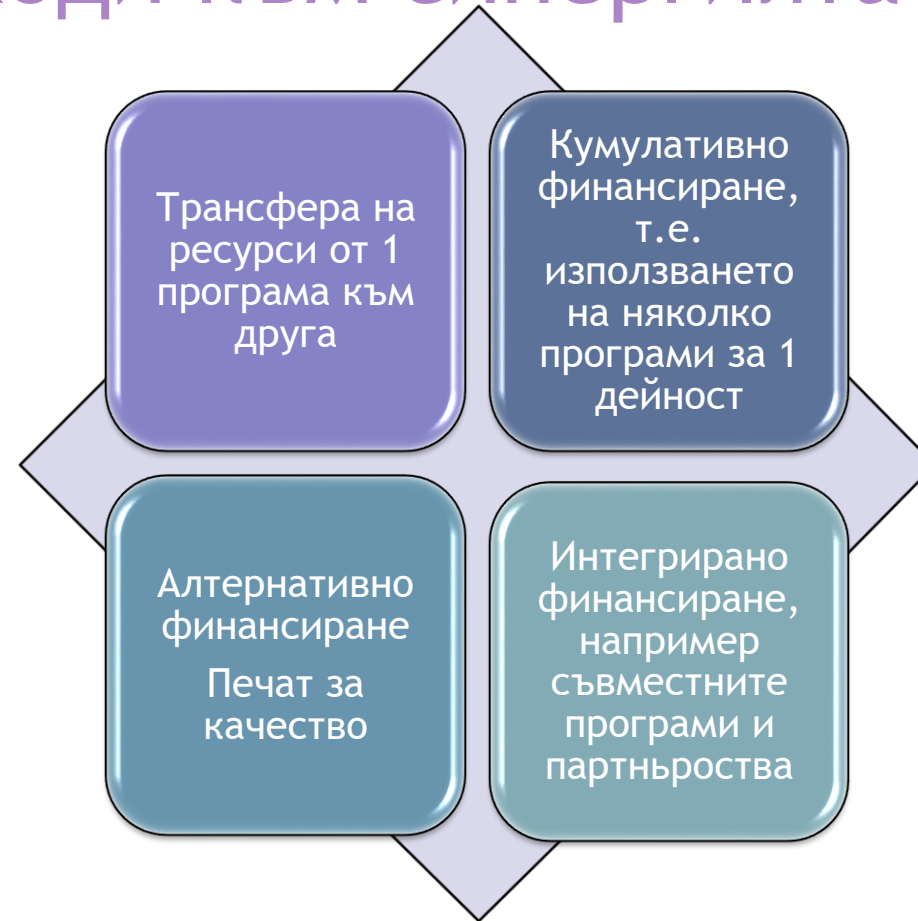 Трансфера на
ресурси от 1
програма към
друга
Кумулативно
финансиране,
т.е.
използването
на няколко
програми за 1
дейност
Алтернативно
финансиране
Печат за
качество
Интегрирано
финансиране,
например
съвместните
програми и
партньроства